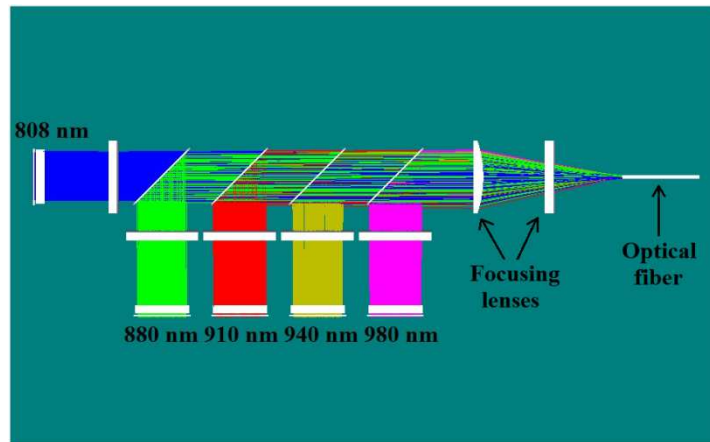 808 nm
Optical
fiber
Focusing
lenses
880 nm 910 nm 940 nm 980 nm